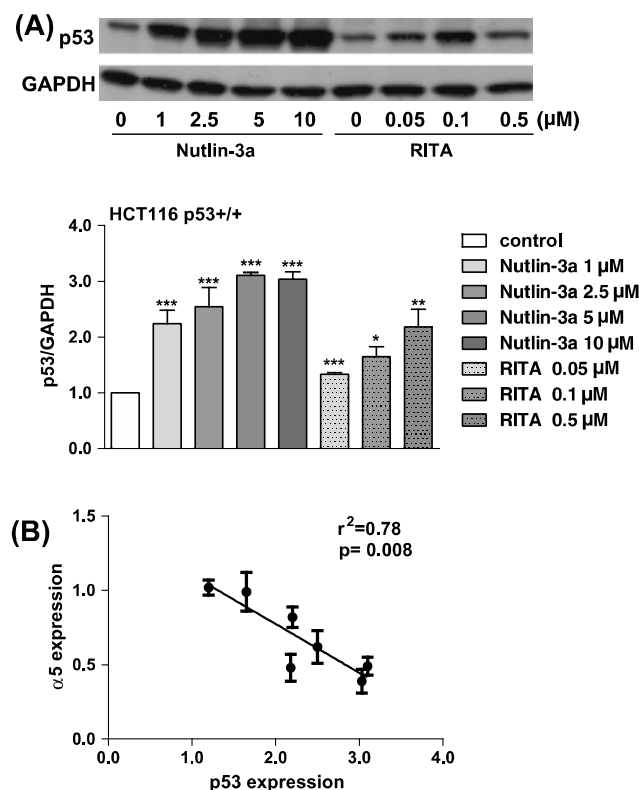 (A)
p53
GAPDH
0 1 2.5 5 10 0 0.05 0.1 0.5 (µM)
Nutlin-3a RITA
HCT116 p53+/+
p53/GAPDH
4.0
3.0
2.0
1.0
0.0
*** *** *** *** *** * **
control
Nutlin-3a 1 µM
Nutlin-3a 2.5 µM
Nutlin-3a 5 µM
Nutlin-3a 10 µM
RITA 0.05 µM
RITA 0.1 µM
RITA 0.5 µM
(B)
α5 expression
1.5
1.0
0.5
0.0
r²=0.78
p= 0.008
0.0 1.0 2.0 3.0 4.0
p53 expression